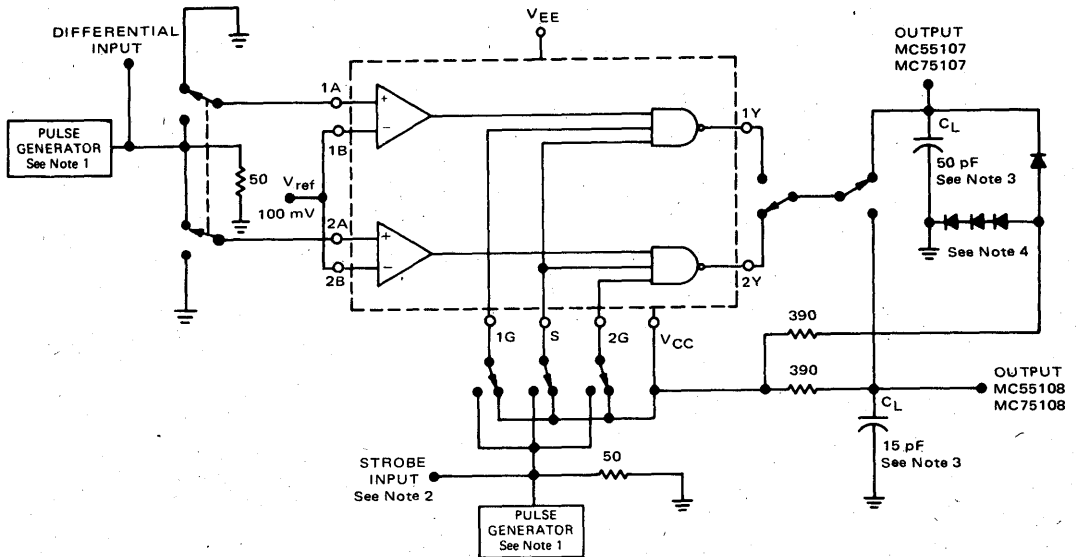 VEE
DIFFERENTIAL
INPUT
OUTPUT
MC55107
MC75107
PULSE
GENERATOR
See Note 1
50
Vref
100 mV
1A
1B
2A
2B
+
−
+
−
1Y
2Y
CL
50 pF
See Note 3
See Note 4
1G
S
2G
VCC
390
390
OUTPUT
MC55108
MC75108
CL
15 pF
See Note 3
STROBE
INPUT
See Note 2
50
PULSE
GENERATOR
See Note 1